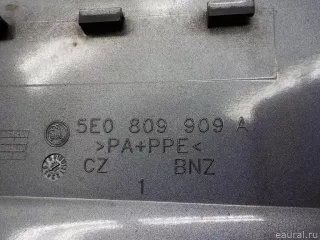 5E0 809 909 A
>PA+PPE<
CZ BNZ
1
eaural.ru©